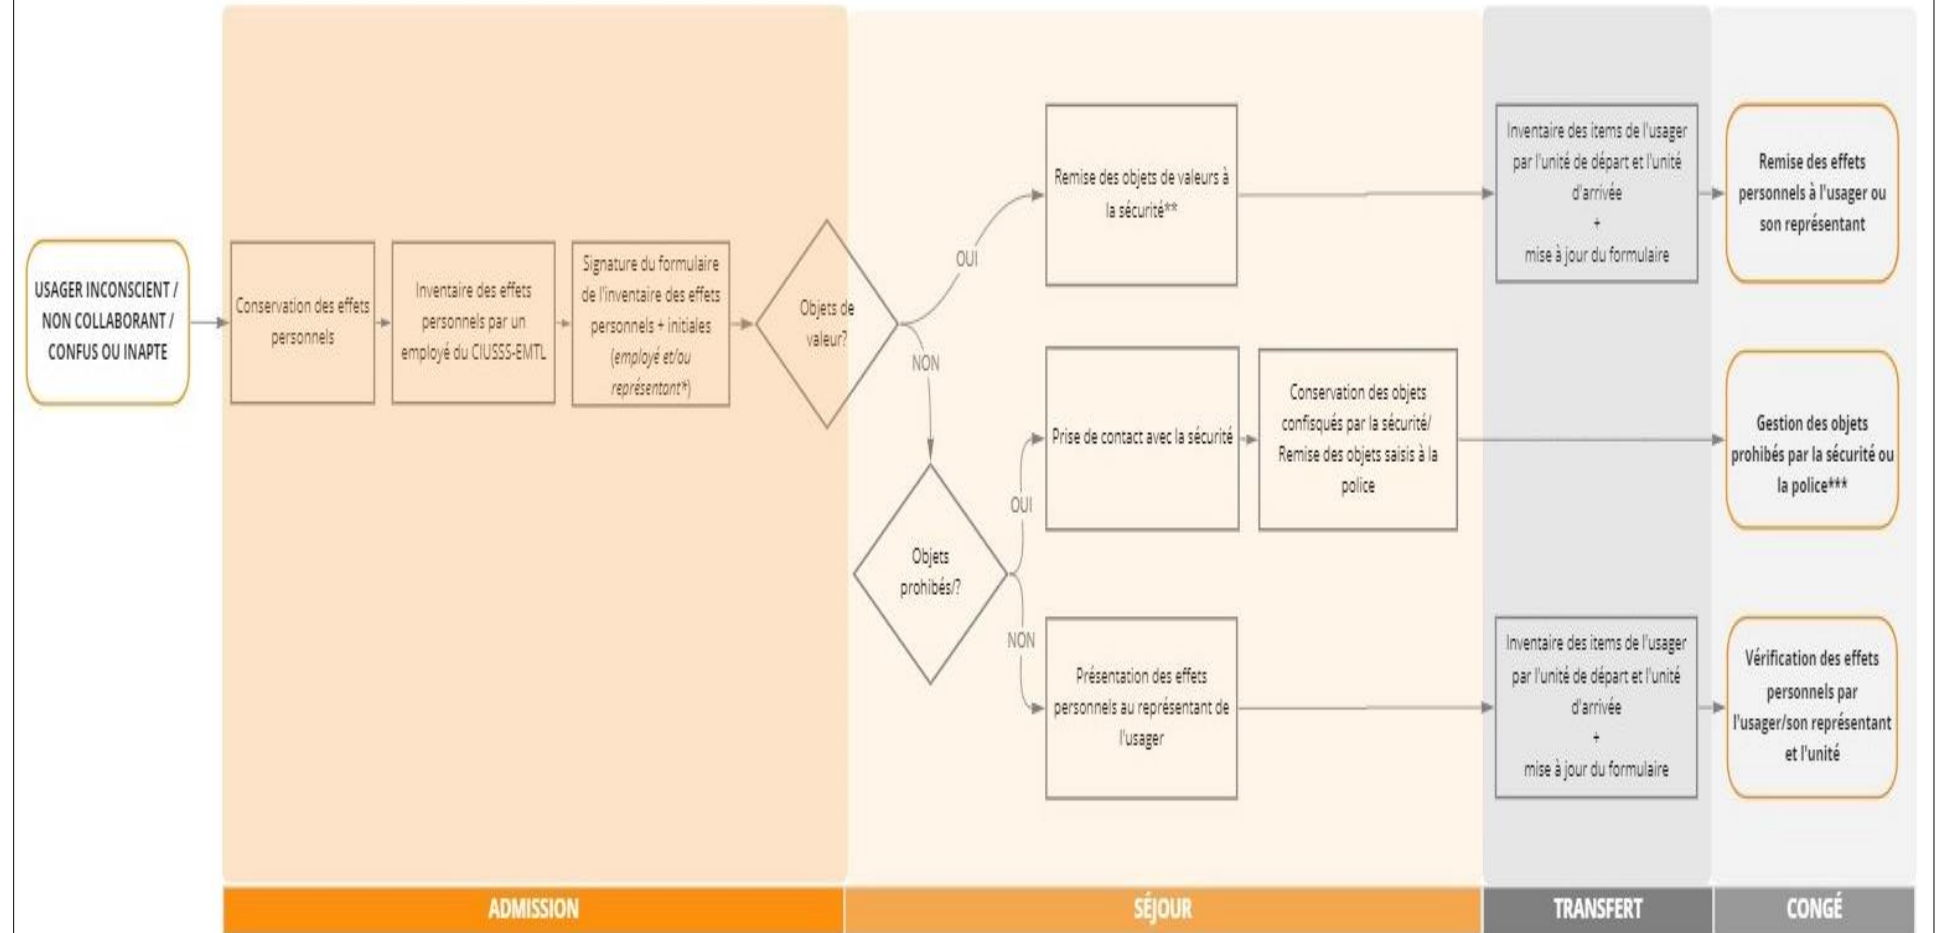 USAGER INCONSCIENT /
NON COLLABORANT /
CONFUS OU INAPTE
Conservation des effets
personnels
Inventaire des effets
personnels par un
employé du CIUSSS-EMTL
Signature du formulaire
de l'inventaire des effets
personnels + initiales
(employé et/ou
représentant*)
Objets de
valeur?
OUI
NON
Remise des objets de valeurs à
la sécurité**
Inventaire des items de l'usager
par l'unité de départ et l'unité
d'arrivée
+
mise à jour du formulaire
Remise des effets
personnels à l'usager ou
son représentant
Objets
prohibés/?
OUI
NON
Prise de contact avec la sécurité
Conservation des objets
confisqués par la sécurité/
Remise des objets saisis à la
police
Gestion des objets
prohibés par la sécurité ou
la police***
Présentation des effets
personnels au représentant de
l'usager
Inventaire des items de l'usager
par l'unité de départ et l'unité
d'arrivée
+
mise à jour du formulaire
Vérification des effets
personnels par
l'usager/son représentant
et l'unité
ADMISSION
SÉJOUR
TRANSFERT
CONGÉ